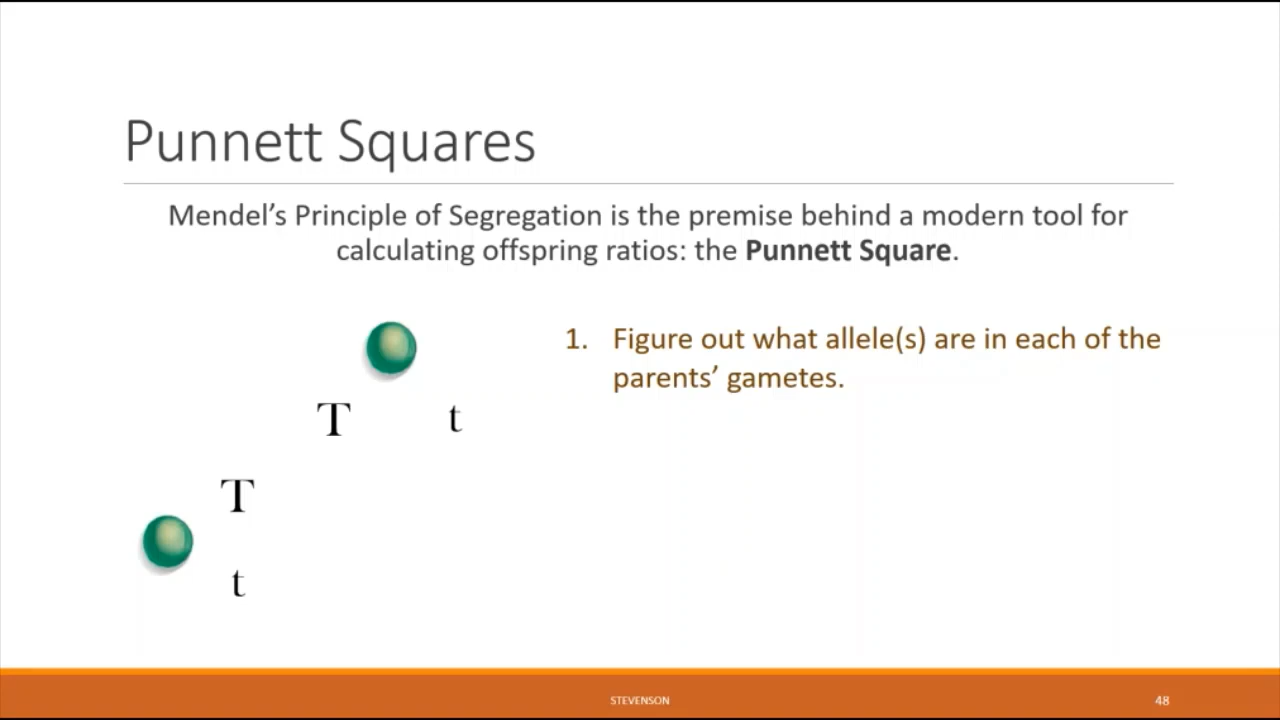 Punnett Squares
Mendel’s Principle of Segregation is the premise behind a modern tool for
calculating offspring ratios: the Punnett Square.
1. Figure out what allele(s) are in each of the
parents’ gametes.
T t
T
t
STEVENSON 48